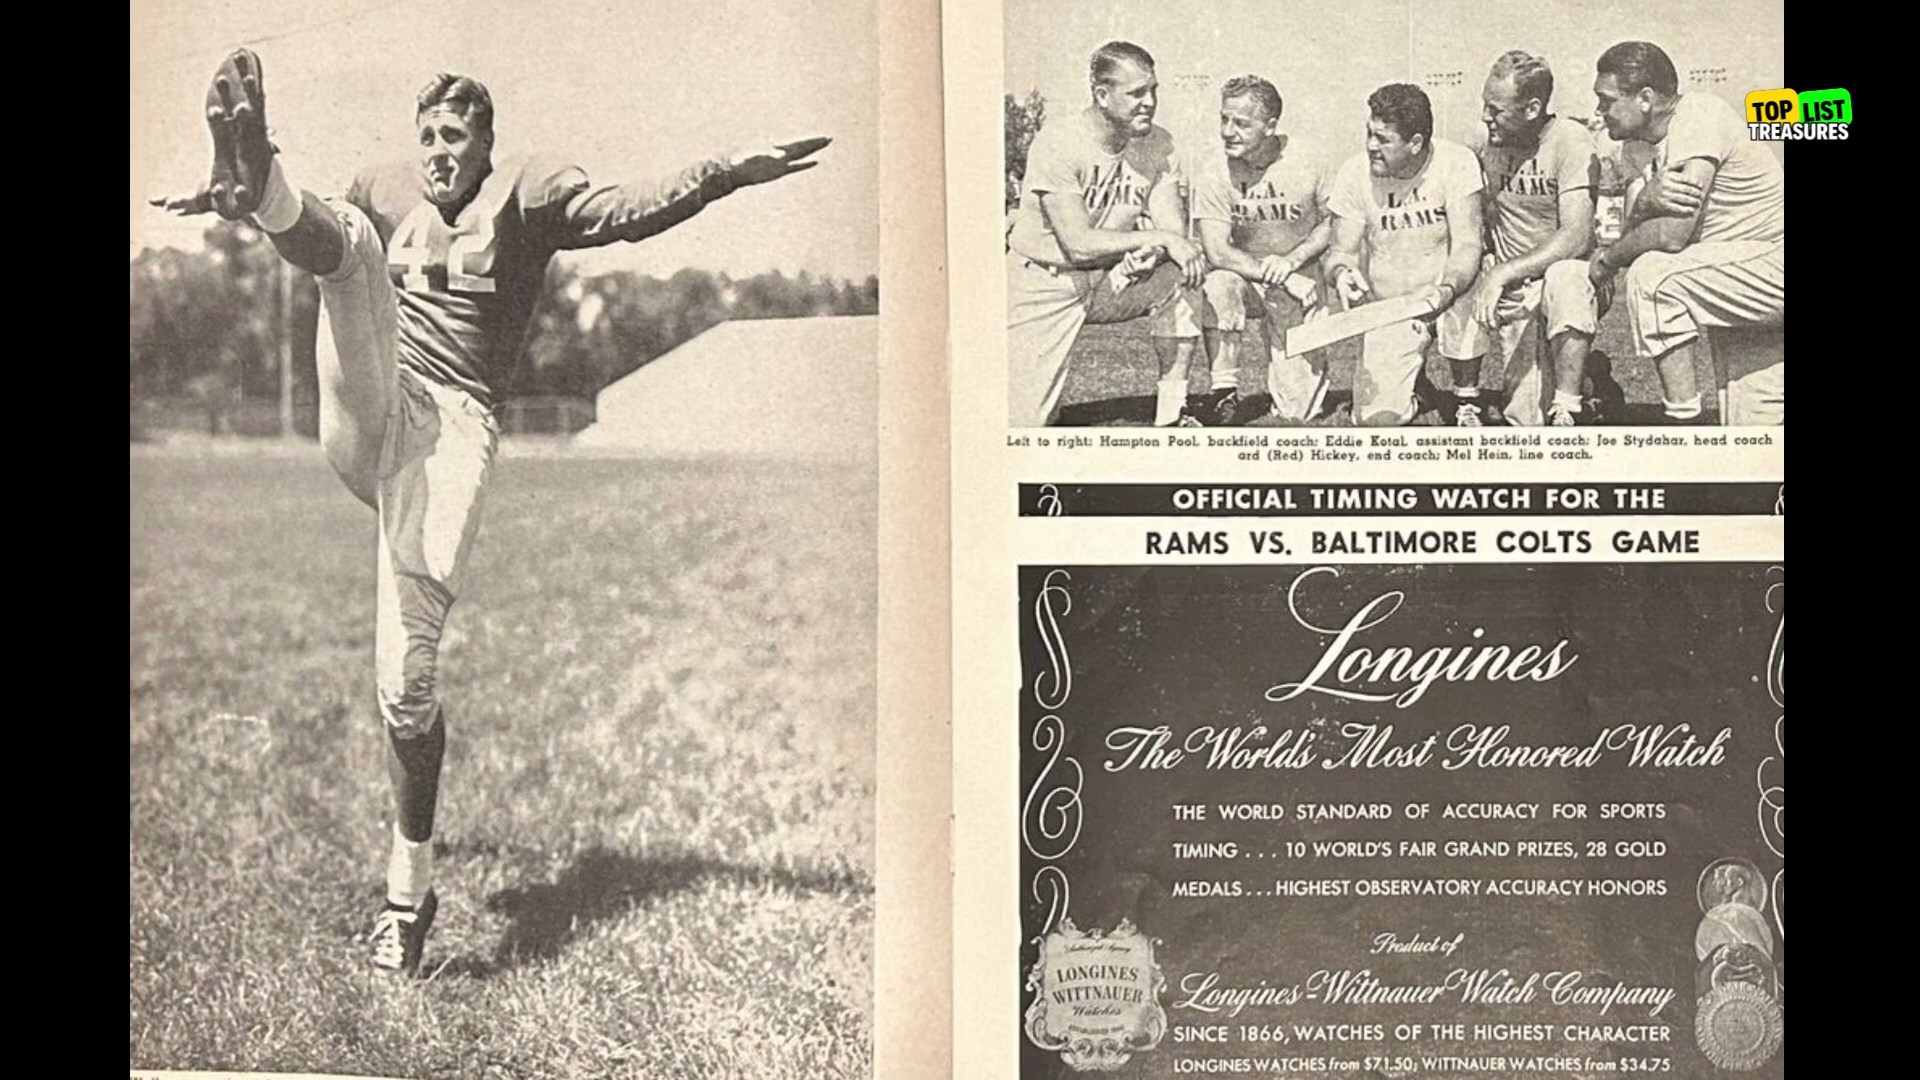 42
L.A.
RAMS
L.A.
RAMS
L.A.
RAMS
RAMS
TOP LIST
TREASURES
Left to right: Hampton Pool, backfield coach; Eddie Kotal, assistant backfield coach; Joe Stydahar, head coach
ard (Red) Hickey, end coach; Mel Hein, line coach.
OFFICIAL TIMING WATCH FOR THE
RAMS VS. BALTIMORE COLTS GAME
Longines
The World's Most Honored Watch
THE WORLD STANDARD OF ACCURACY FOR SPORTS
TIMING . . . 10 WORLD'S FAIR GRAND PRIZES, 28 GOLD
MEDALS . . . HIGHEST OBSERVATORY ACCURACY HONORS
Product of
Longines-Wittnauer Watch Company
SINCE 1866, WATCHES OF THE HIGHEST CHARACTER
LONGINES WATCHES from $71.50; WITTNAUER WATCHES from $34.75
LONGINES
WITTNAUER
Watches